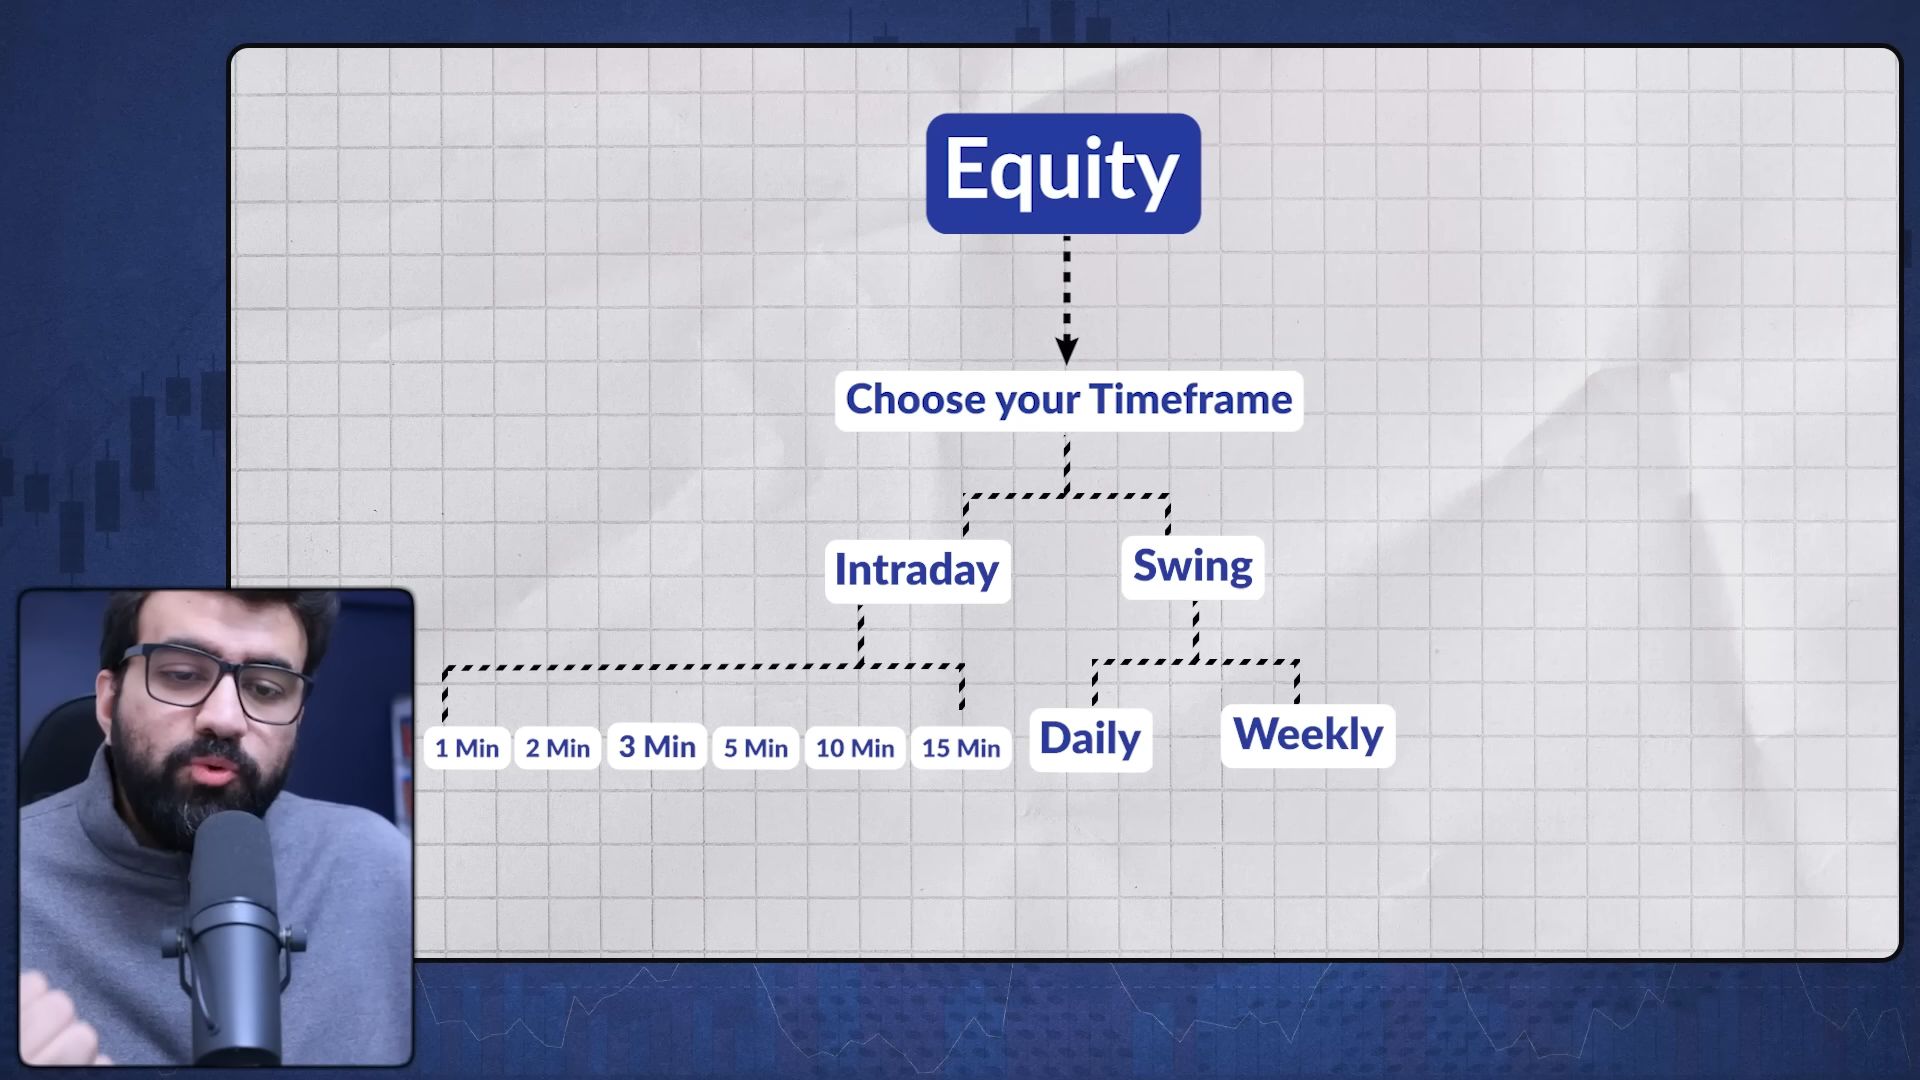 Equity
Choose your Timeframe
Intraday
Swing
1 Min
2 Min
3 Min
5 Min
10 Min
15 Min
Daily
Weekly